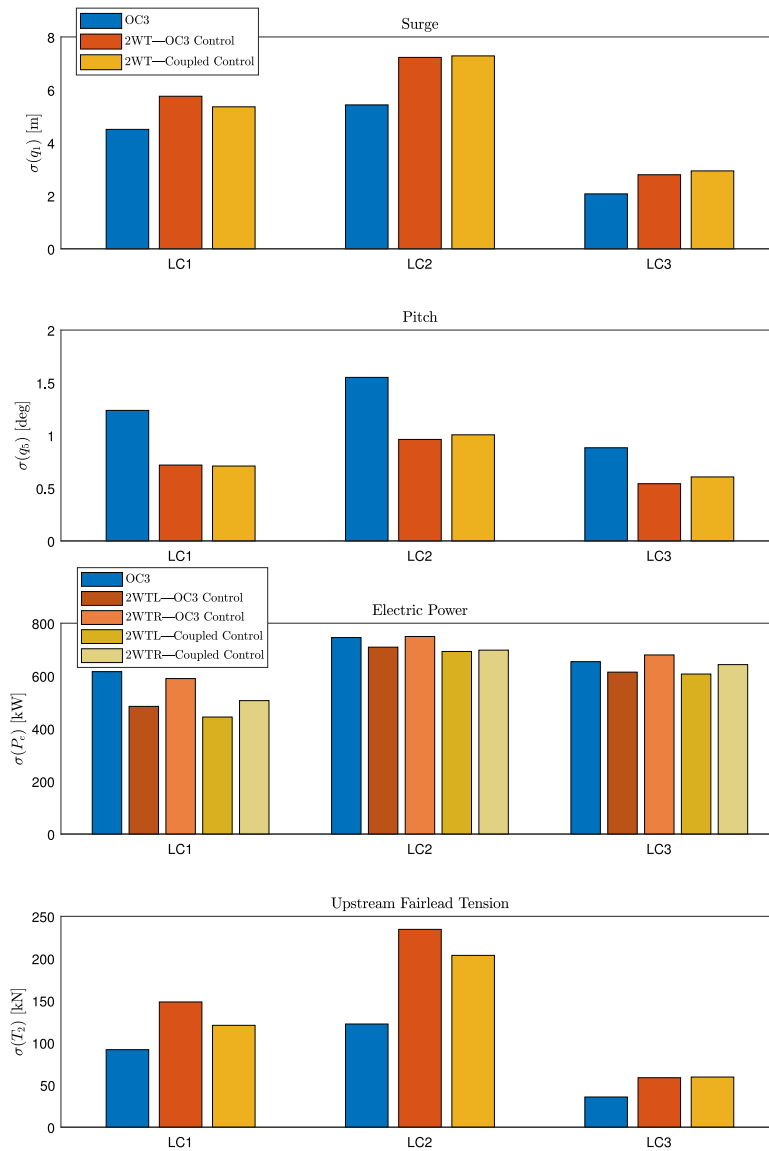 Surge
OC3
2WT—OC3 Control
2WT—Coupled Control
σ(q₁) [m]
8
6
4
2
0
LC1 LC2 LC3
Pitch
σ(q₅) [deg]
2
1.5
1
0.5
0
LC1 LC2 LC3
OC3
2WTL—OC3 Control
2WTR—OC3 Control
2WTL—Coupled Control
2WTR—Coupled Control
Electric Power
σ(Pₑ) [kW]
800
600
400
200
0
LC1 LC2 LC3
Upstream Fairlead Tension
σ(T₂) [kN]
250
200
150
100
50
0
LC1 LC2 LC3